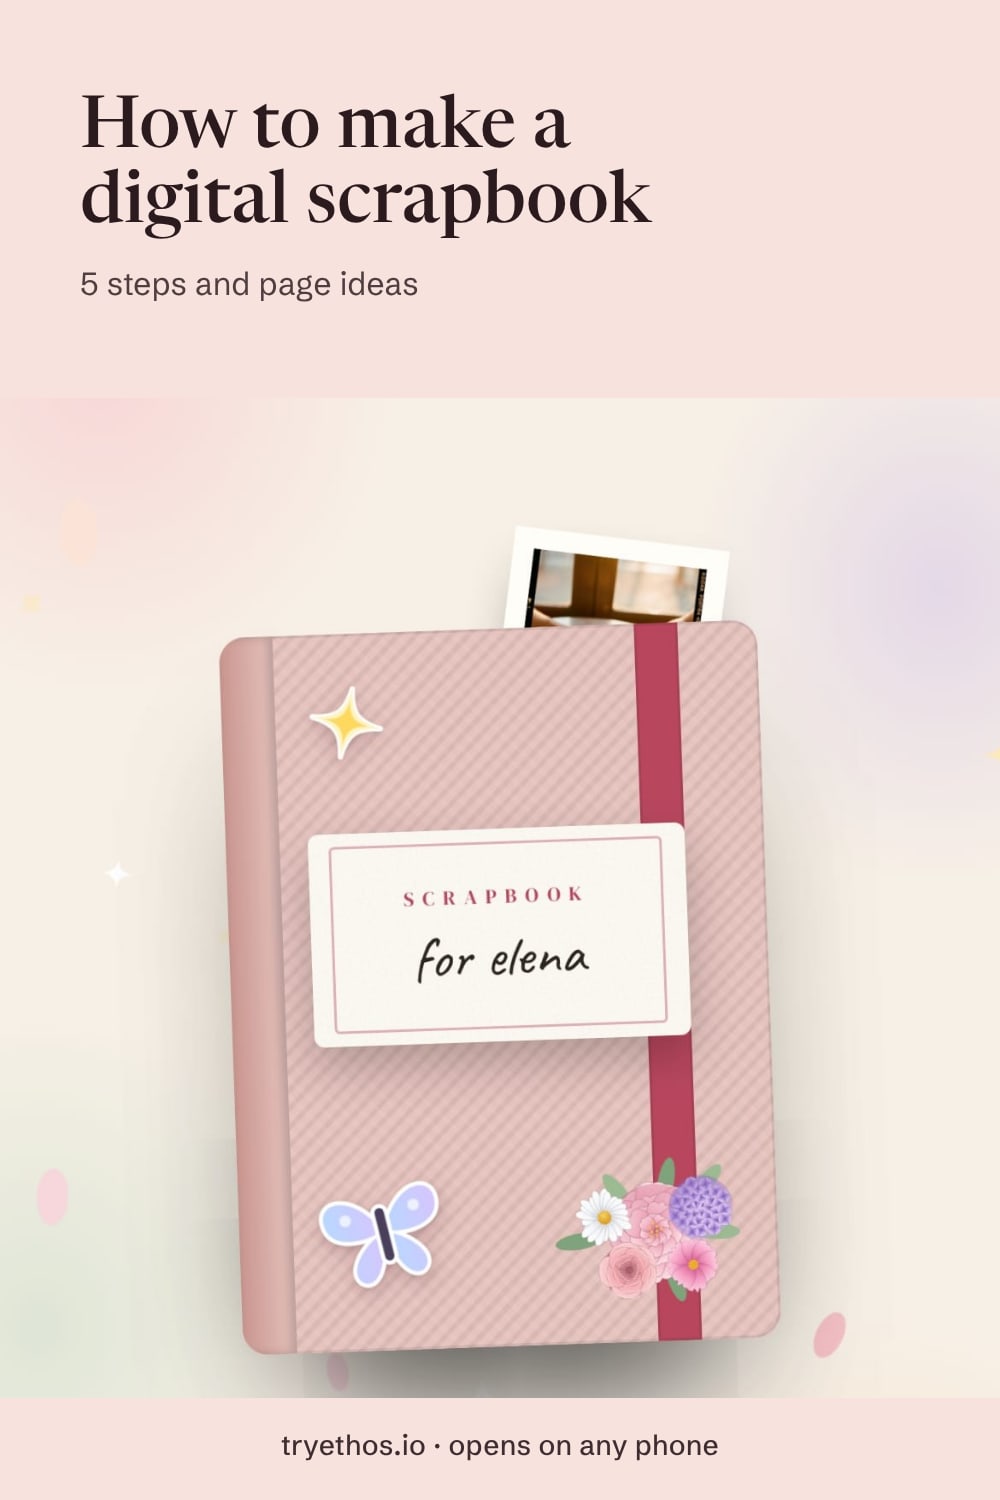 How to make a
digital scrapbook
5 steps and page ideas
SCRAPBOOK
for elena
tryethos.io · opens on any phone